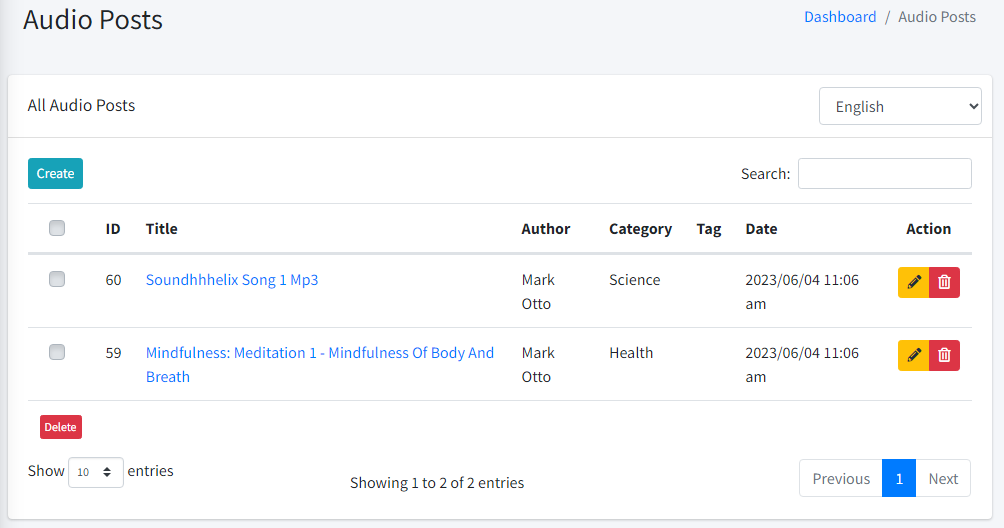 Audio Posts
Dashboard / Audio Posts
All Audio Posts
English
Create
Search:
ID Title Author Category Tag Date Action
60 Soundhhhelix Song 1 Mp3 Mark Science 2023/06/04 11:06
Otto am
59 Mindfulness: Meditation 1 - Mindfulness Of Body And Mark Health 2023/06/04 11:06
Breath Otto am
Delete
Show 10 entries
Showing 1 to 2 of 2 entries
Previous 1 Next